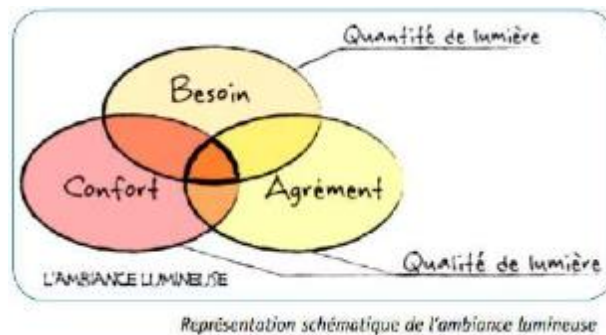 Quantité de lumière
Besoin
Confort
Agrément
Qualité de lumière
L'AMBIANCE LUMINEUSE
Représentation schématique de l'ambiance lumineuse